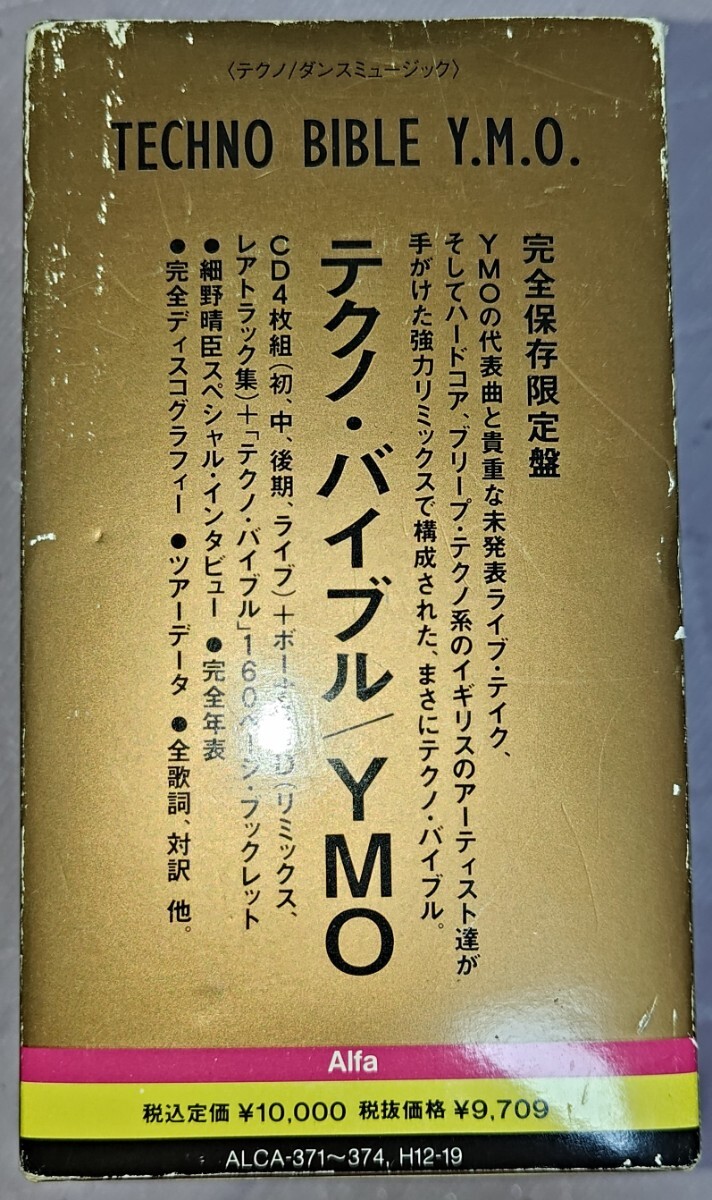 〈テクノ/ダンスミュージック〉
TECHNO BIBLE Y.M.O.
完全保存限定盤
YMOの代表曲と貴重な未発表ライブ・テイク、
そしてハードコア、ブリープ・テクノ系のイギリスのアーティスト達が
手がけた強力リミックスで構成された、まさにテクノ・バイブル。
テクノ・バイブル/YMO
CD4枚組(初、中、後期、ライブ)+ボーナスCD(リミックス、
レアトラック集)+「テクノ・バイブル」160ページ・ブックレット
●細野晴臣スペシャル・インタビュー ●完全年表
●完全ディスコグラフィー ●ツアーデータ ●全歌詞、対訳 他。
Alfa
税込定価 ¥10,000 税抜価格 ¥9,709
ALCA-371〜374, H12-19